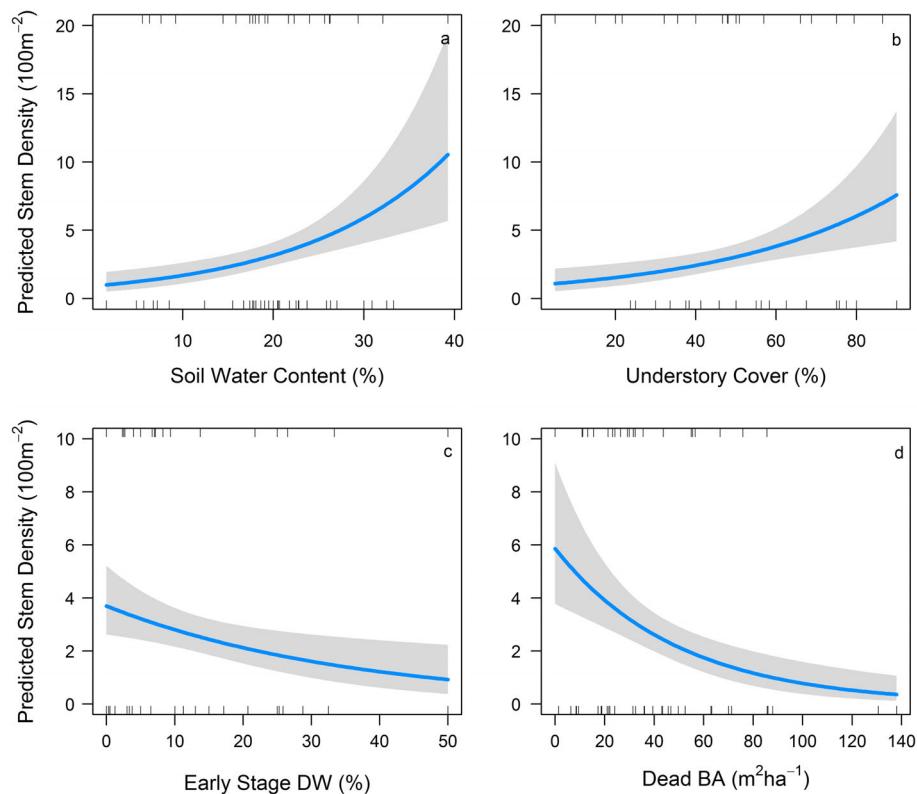 a
20
15
10
5
0
Predicted Stem Density (100m⁻²)
10 20 30 40
Soil Water Content (%)
b
20
15
10
5
0
20 40 60 80
Understory Cover (%)
c
10
8
6
4
2
0
Predicted Stem Density (100m⁻²)
0 10 20 30 40 50
Early Stage DW (%)
d
10
8
6
4
2
0
0 20 40 60 80 100 120 140
Dead BA (m²ha⁻¹)